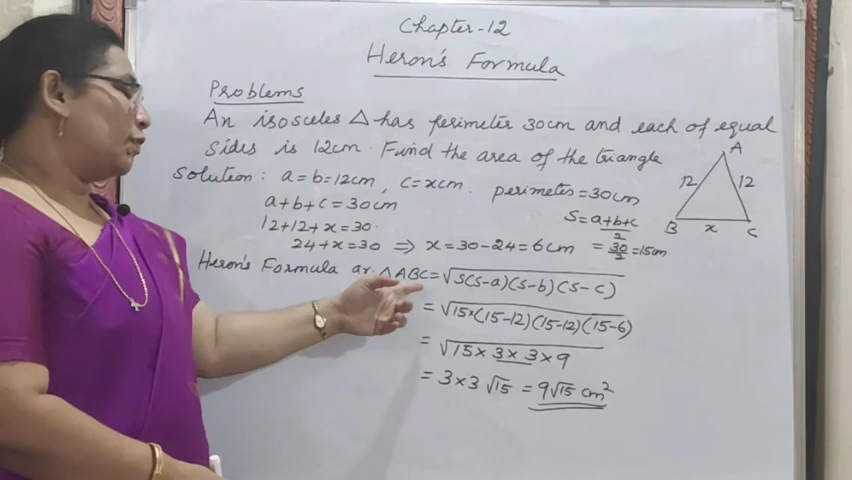 Chapter-12
Heron's Formula
Problems
An isosceles △ has perimeter 30cm and each of equal
sides is 12cm. Find the area of the triangle
Solution: a=b=12cm, c=xcm. perimeter=30cm
a+b+c=30cm
S=a+b+c/2
12+12+x=30.
24+x=30 ⇒ x=30-24=6cm
=30/2=15cm
Heron's Formula ar. △ABC=√S(S-a)(S-b)(S-c)
=√15×(15-12)(15-12)(15-6)
=√15×3×3×9
=3×3√15=9√15 cm²
A
12 12
B x C